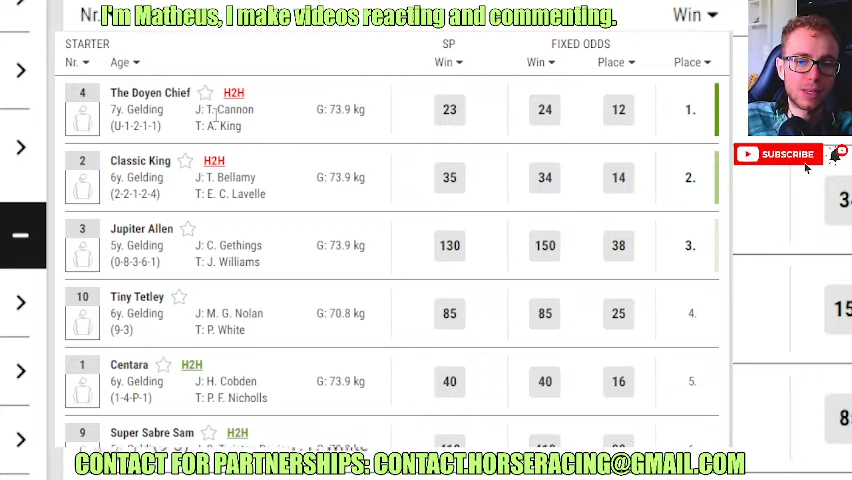 I'm Matheus, I make videos reacting and commenting.
Nr.
Win
STARTER SP FIXED ODDS
Nr. Age Win Win Place Place
4 The Doyen Chief H2H
7y. Gelding J: T. Cannon G: 73.9 kg 23 24 12 1.
(U-1-2-1-1) T: A. King
2 Classic King H2H
6y. Gelding J: T. Bellamy G: 73.9 kg 35 34 14 2.
(2-2-1-2-4) T: E. C. Lavelle
3 Jupiter Allen
5y. Gelding J: C. Gethings G: 73.9 kg 130 150 38 3.
(0-8-3-6-1) T: J. Williams
10 Tiny Tetley
6y. Gelding J: M. G. Nolan G: 70.8 kg 85 85 25 4.
(9-3) T: P. White
1 Centara H2H
6y. Gelding J: H. Cobden G: 73.9 kg 40 40 16 5.
(1-4-P-1) T: P. F. Nicholls
9 Super Sabre Sam H2H
SUBSCRIBE
CONTACT FOR PARTNERSHIPS: CONTACT.HORSERACING@GMAIL.COM